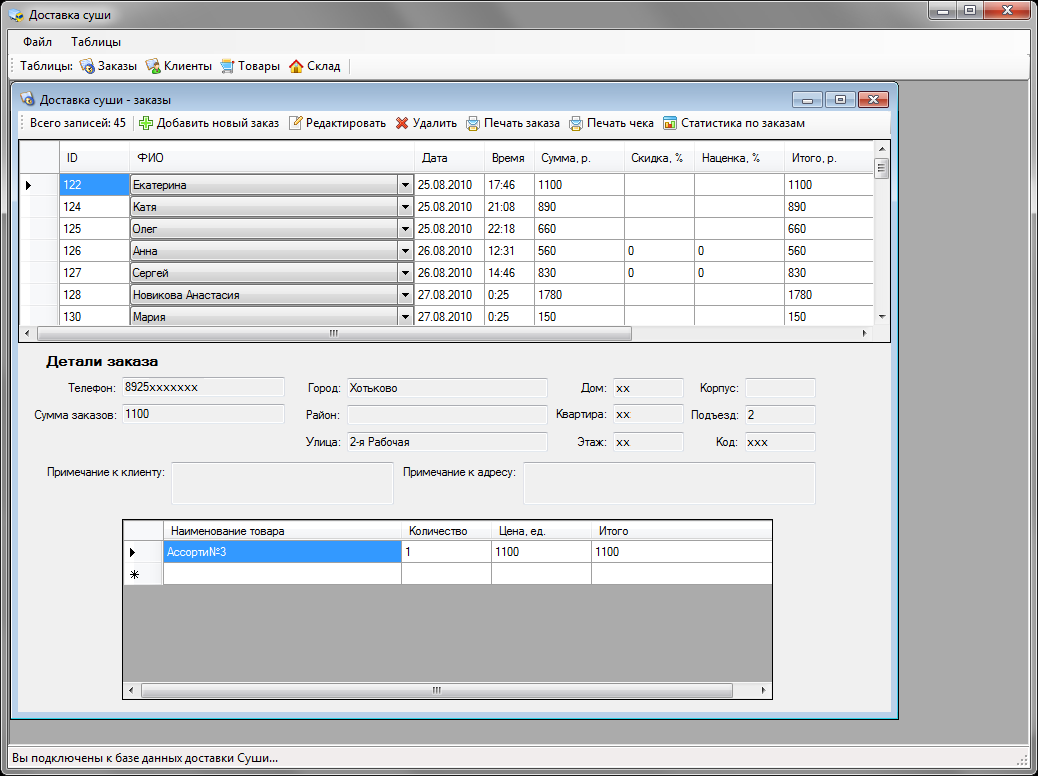 Доставка суши
Файл Таблицы
Таблицы: Заказы Клиенты Товары Склад
Доставка суши - заказы
Всего записей: 45 Добавить новый заказ Редактировать Удалить Печать заказа Печать чека Статистика по заказам
ID ФИО Дата Время Сумма, р. Скидка, % Наценка, % Итого, р.
122 Екатерина 25.08.2010 17:46 1100 1100
124 Катя 25.08.2010 21:08 890 890
125 Олег 25.08.2010 22:18 660 660
126 Анна 26.08.2010 12:31 560 0 0 560
127 Сергей 26.08.2010 14:46 830 0 0 830
128 Новикова Анастасия 27.08.2010 0:25 1780 1780
130 Мария 27.08.2010 0:25 150 150
Детали заказа
Телефон: 8925xxxxxxx Город: Хотьково Дом: xx Корпус:
Сумма заказов: 1100 Район: Квартира: xx Подъезд: 2
Улица: 2-я Рабочая Этаж: xx Код: xxx
Примечание к клиенту: Примечание к адресу:
Наименование товара Количество Цена, ед. Итого
Ассорти№3 1 1100 1100
Вы подключены к базе данных доставки Суши...